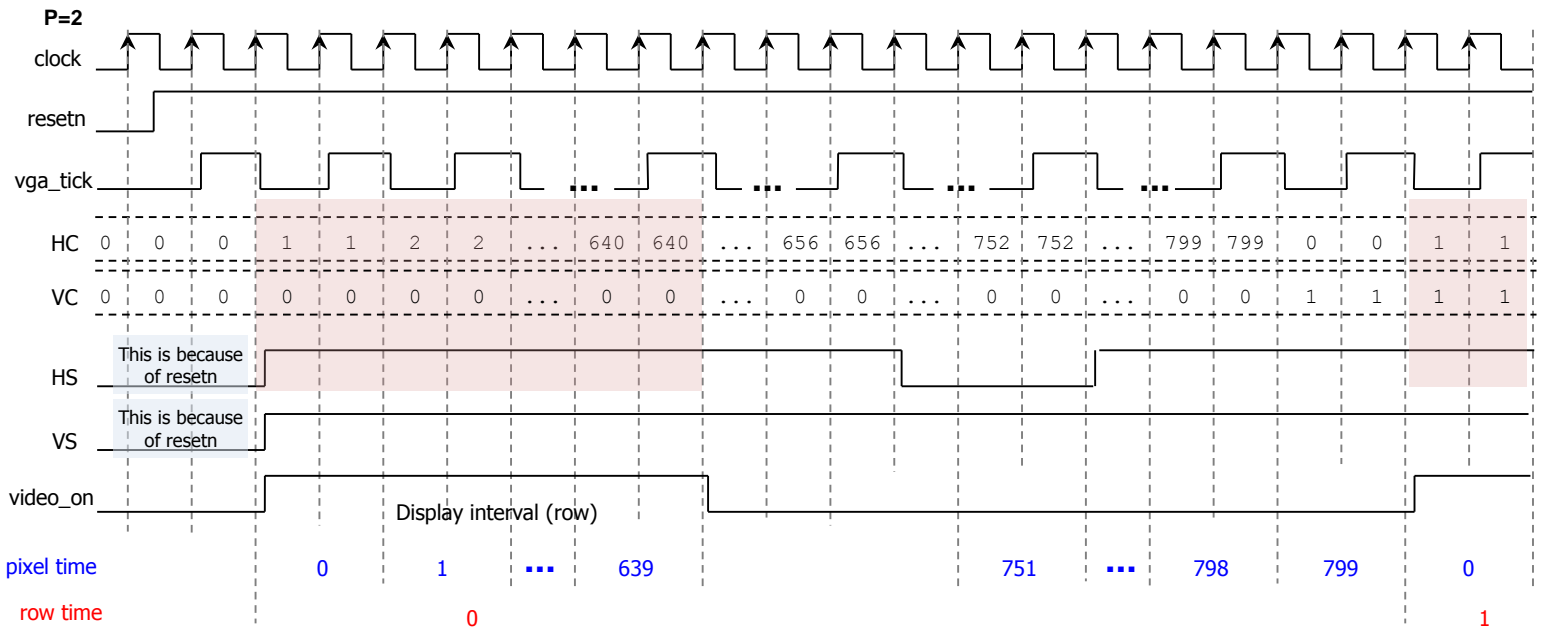 P=2
clock
resetn
vga_tick ... ... ... ...
HC 0 0 0 1 1 2 2 ... 640 640 ... 656 656 ... 752 752 ... 799 799 0 0 1 1
VC 0 0 0 0 0 0 0 ... 0 0 ... 0 0 ... 0 0 ... 0 0 1 1 1 1
This is because
of resetn
HS
This is because
of resetn
VS
video_on
Display interval (row)
pixel time 0 1 ... 639 751 ... 798 799 0
row time 0 1